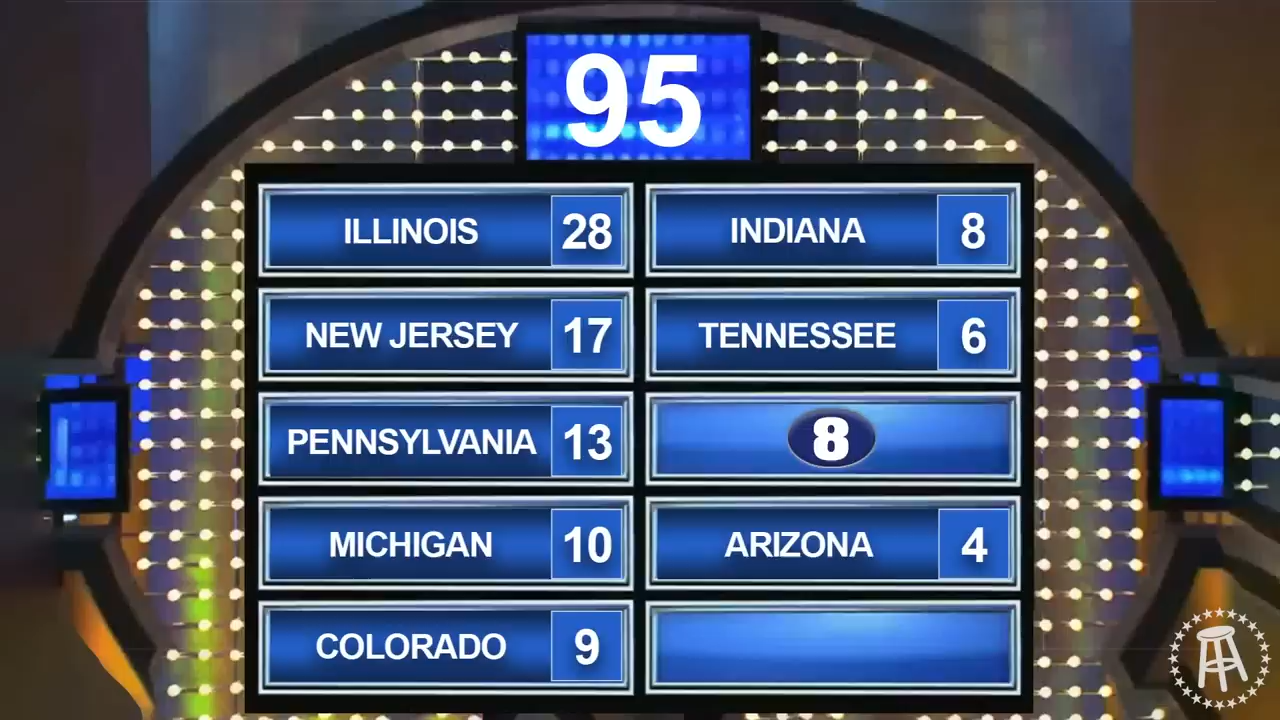 95
ILLINOIS 28
NEW JERSEY 17
PENNSYLVANIA 13
MICHIGAN 10
COLORADO 9
INDIANA 8
TENNESSEE 6
8
ARIZONA 4